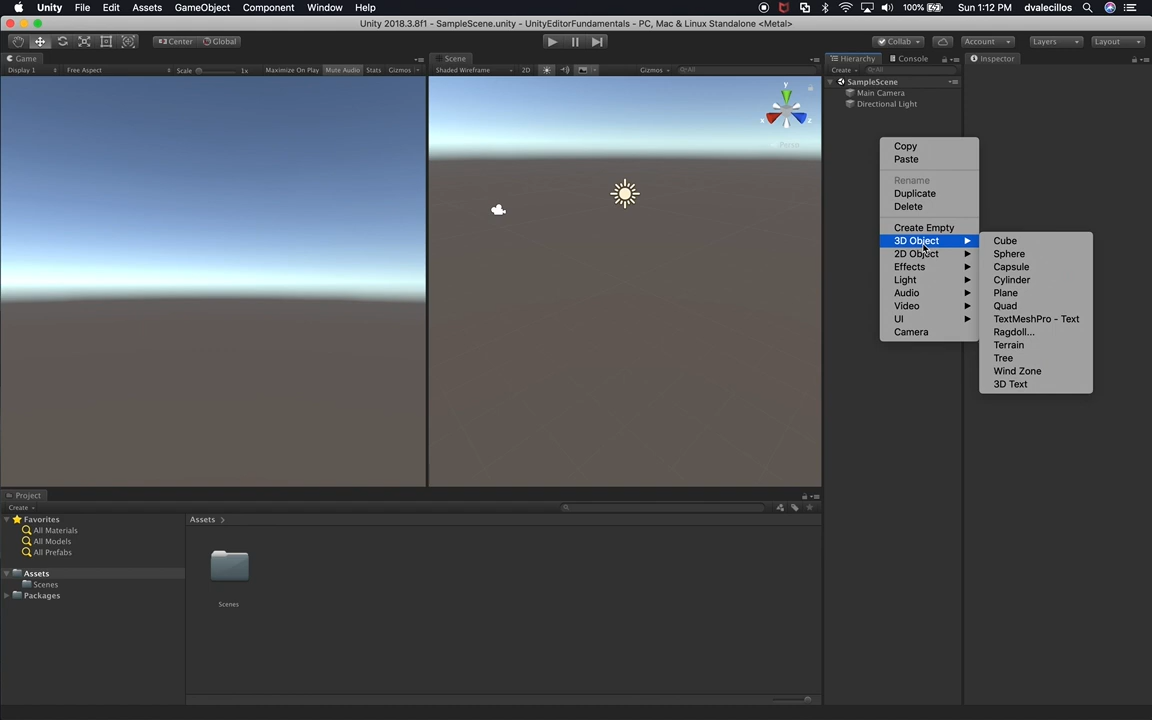 Unity File Edit Assets GameObject Component Window Help 100% Sun 1:12 PM dvalecillos
Unity 2018.3.8f1 - SampleScene.unity - UnityEditorFundamentals - PC, Mac & Linux Standalone <Metal>
Center Global Collab Account Layers Layout
Game Scene Hierarchy Console Inspector
Display 1 Free Aspect Scale 1x Maximize On Play Mute Audio Stats Gizmos Shaded Wireframe 2D Gizmos All Create All
SampleScene
Main Camera
Directional Light
y
x z
Persp
Copy
Paste
Rename
Duplicate
Delete
Create Empty
3D Object
2D Object
Effects
Light
Audio
Video
UI
Camera
Cube
Sphere
Capsule
Cylinder
Plane
Quad
TextMeshPro - Text
Ragdoll...
Terrain
Tree
Wind Zone
3D Text
Project
Create
Favorites
All Materials
All Models
All Prefabs
Assets
Scenes
Packages
Assets
Scenes